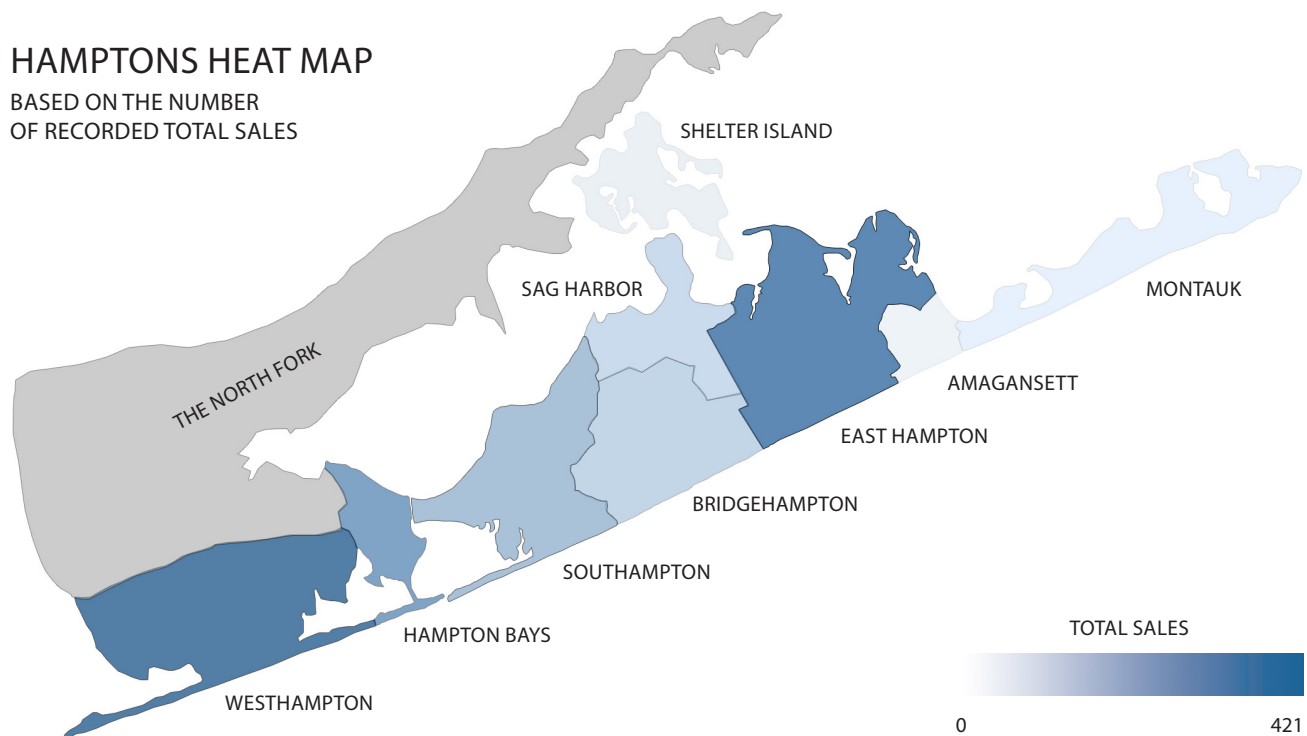 HAMPTONS HEAT MAP
BASED ON THE NUMBER
OF RECORDED TOTAL SALES
SHELTER ISLAND
SAG HARBOR
MONTAUK
THE NORTH FORK
AMAGANSETT
EAST HAMPTON
BRIDGEHAMPTON
SOUTHAMPTON
HAMPTON BAYS
WESTHAMPTON
TOTAL SALES
0
421